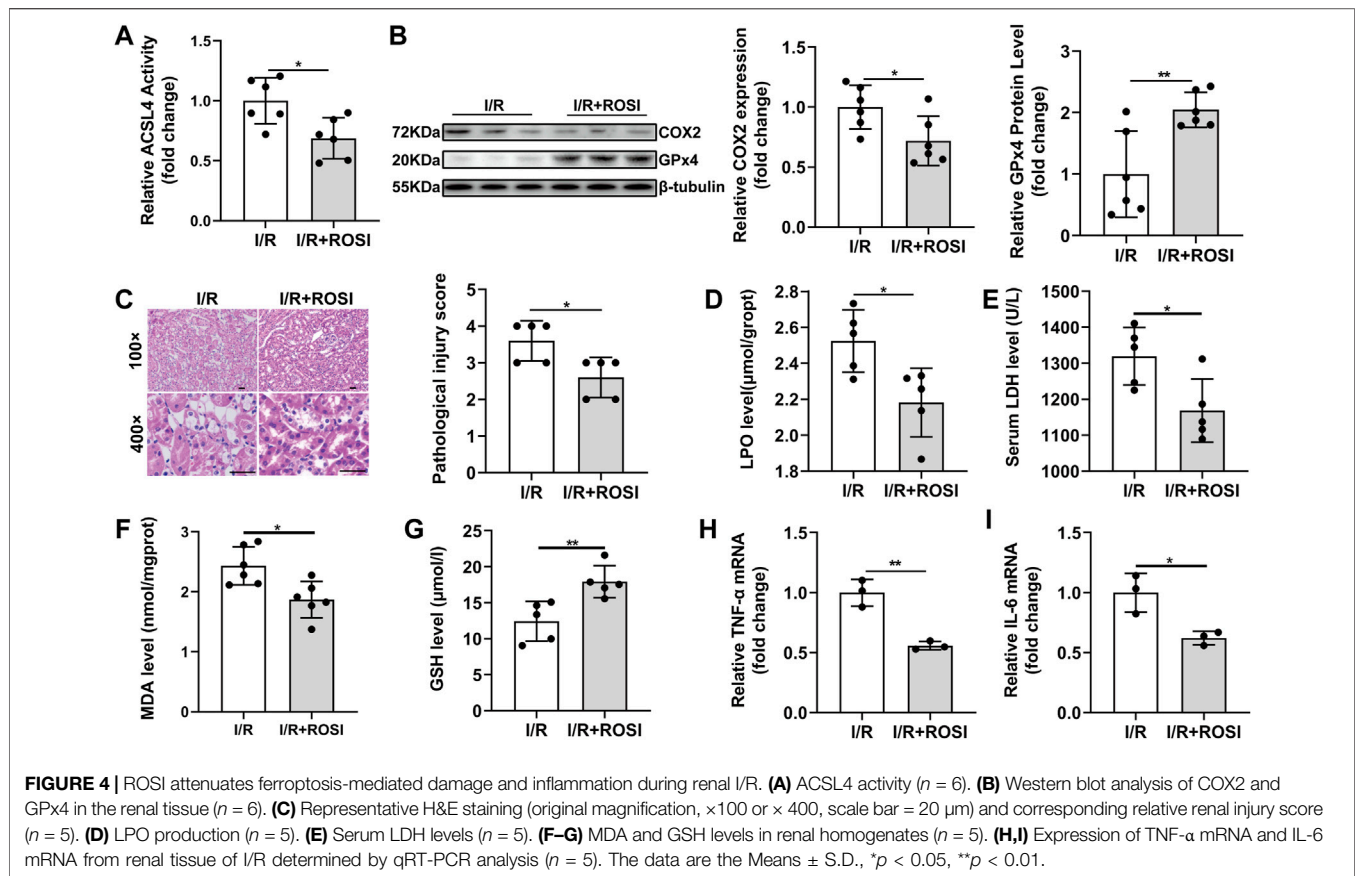 A
Relative ACSL4 Activity
(fold change)
1.5
1.0
0.5
0.0
*
I/R
I/R+ROSI
B
I/R
I/R+ROSI
72KDa
COX2
20KDa
GPx4
55KDa
β-tubulin
Relative COX2 expression
(fold change)
1.5
1.0
0.5
0.0
*
I/R
I/R+ROSI
Relative GPx4 Protein Level
(fold change)
3
2
1
0
**
I/R
I/R+ROSI
C
I/R
I/R+ROSI
100×
400×
Pathological injury score
5
4
3
2
1
0
*
I/R
I/R+ROSI
D
LPO level(μmol/gropt)
2.8
2.6
2.4
2.2
2.0
1.8
*
I/R
I/R+ROSI
E
Serum LDH level (U/L)
1500
1400
1300
1200
1100
1000
*
I/R
I/R+ROSI
F
MDA level (nmol/mgprot)
3
2
1
0
*
I/R
I/R+ROSI
G
GSH level (μmol/l)
25
20
15
10
5
0
**
I/R
I/R+ROSI
H
Relative TNF-α mRNA
(fold change)
1.5
1.0
0.5
0.0
**
I/R
I/R+ROSI
I
Relative IL-6 mRNA
(fold change)
1.5
1.0
0.5
0.0
*
I/R
I/R+ROSI
FIGURE 4 | ROSI attenuates ferroptosis-mediated damage and inflammation during renal I/R. (A) ACSL4 activity (n = 6). (B) Western blot analysis of COX2 and
GPx4 in the renal tissue (n = 6). (C) Representative H&E staining (original magnification, ×100 or × 400, scale bar = 20 μm) and corresponding relative renal injury score
(n = 5). (D) LPO production (n = 5). (E) Serum LDH levels (n = 5). (F–G) MDA and GSH levels in renal homogenates (n = 5). (H,I) Expression of TNF-α mRNA and IL-6
mRNA from renal tissue of I/R determined by qRT-PCR analysis (n = 5). The data are the Means ± S.D., *p < 0.05, **p < 0.01.